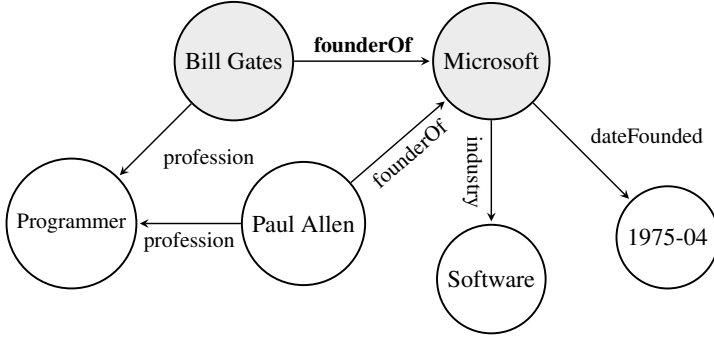 Bill Gates
founderOf
Microsoft
profession
founderOf
industry
dateFounded
Programmer
profession
Paul Allen
Software
1975-04